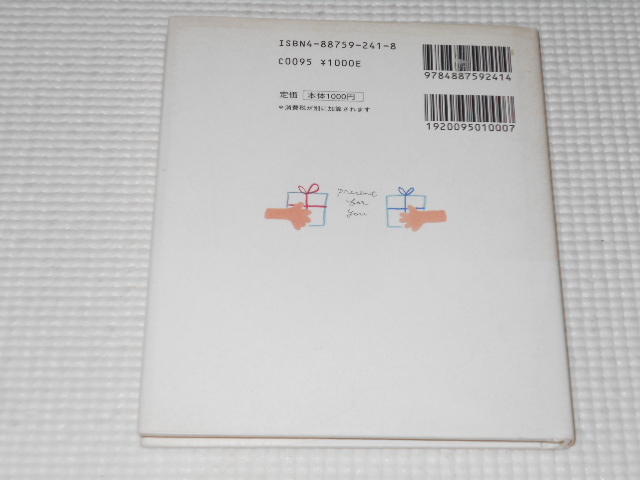 ISBN4-88759-241-8
C0095 ¥1000E
9784887592414
定価 本体1000円
※消費税が別に加算されます
1920095010007
present
for
you